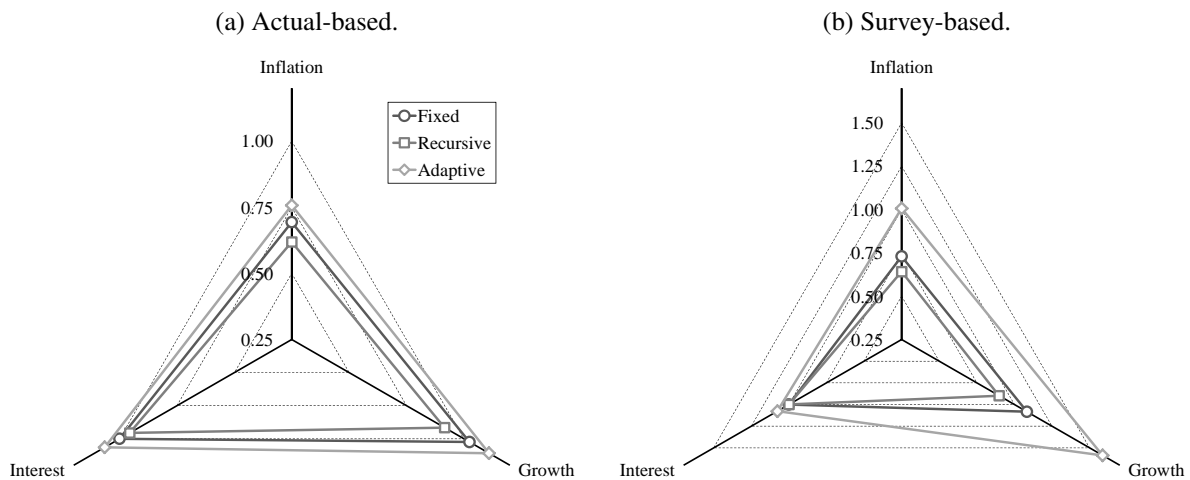 (a) Actual-based.
Inflation
1.00
0.75
0.50
0.25
Interest
Growth
Fixed
Recursive
Adaptive
(b) Survey-based.
Inflation
1.50
1.25
1.00
0.75
0.50
0.25
Interest
Growth